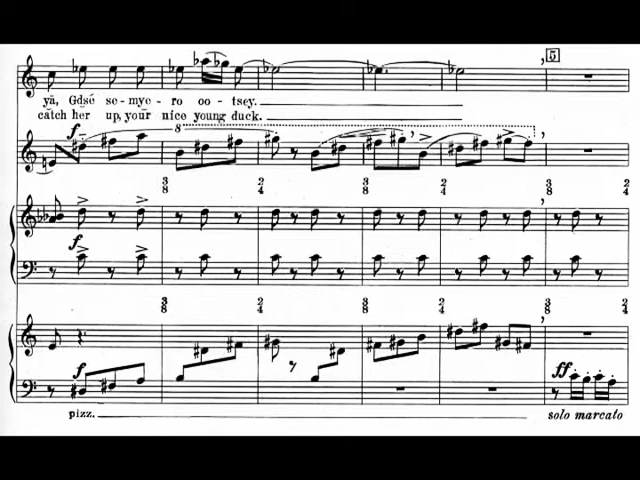 5
yă, Gdsé se-mye-ro oo-tsey.
catch her up, your nice young duck.
f 8
3 2 3 2 3 2
8 4 8 4 8 4
f
3 2 3 2 3 2
8 4 8 4 8 4
f ff
pizz. solo marcato